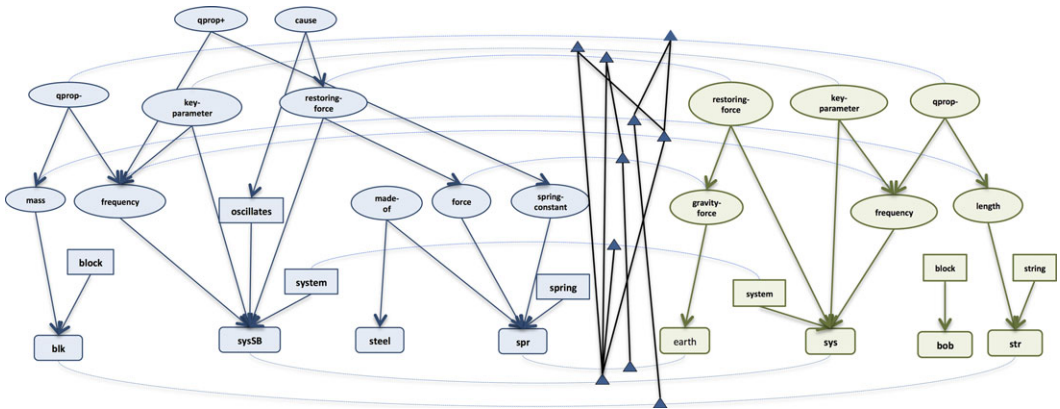 qprop+
cause
qprop-
key-
parameter
restoring-
force
restoring-
force
key-
parameter
qprop-
mass
frequency
oscillates
made-
of
force
spring-
constant
gravity-
force
frequency
length
block
system
spring
system
block
string
blk
sysSB
steel
spr
earth
sys
bob
str